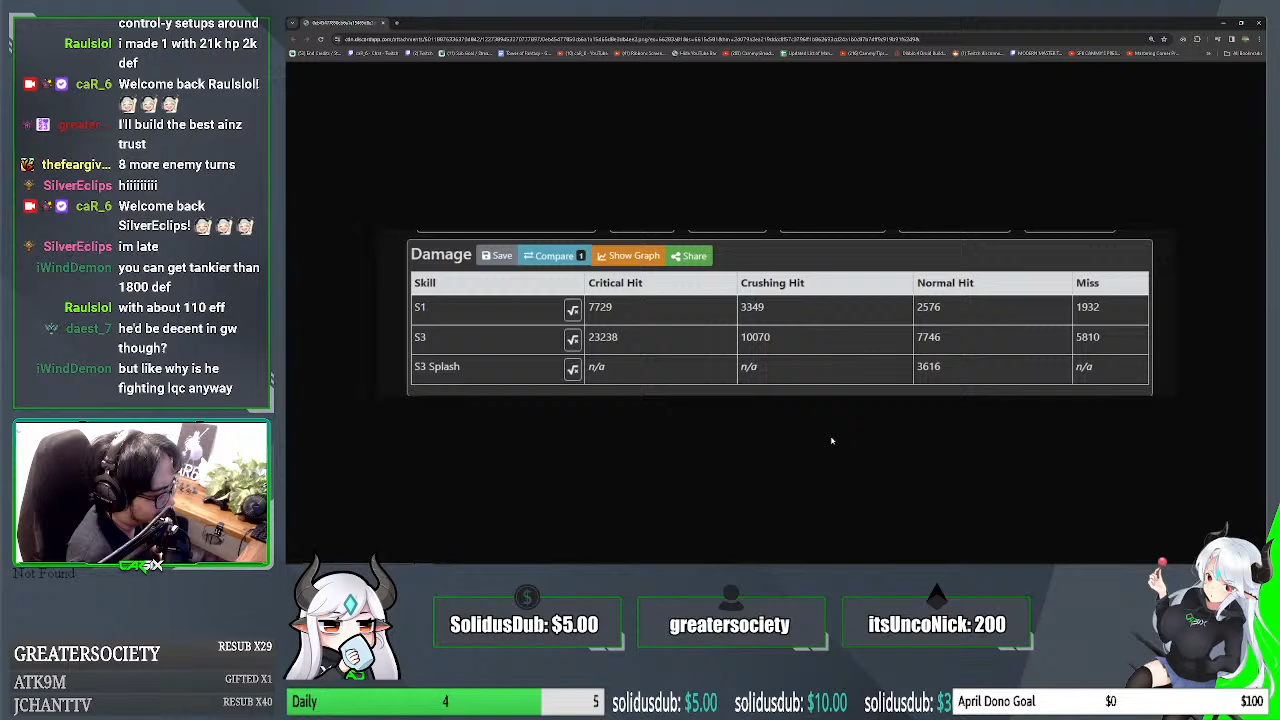 control-y setups around
Raulslol i made 1 with 21k hp 2k
def
caR_6 Welcome back Raulslol!
greater... I'll build the best ainz
trust
thefeargiv... 8 more enemy turns
SilverEclips hiiiiiii
caR_6 Welcome back
SilverEclips!
SilverEclips im late
iWindDemon you can get tankier than
1800 def
Raulslol with about 110 eff
daest_7 he'd be decent in gw
though?
iWindDemon but like why is he
fighting lqc anyway
Damage Save Compare 1 Show Graph Share
Skill Critical Hit Crushing Hit Normal Hit Miss
S1 7729 3349 2576 1932
S3 23238 10070 7746 5810
S3 Splash n/a n/a 3616 n/a
CARSIX
Not Found
GREATERSOCIETY RESUB X29
ATK9M GIFTED X1
JCHANTTV RESUB X40
SolidusDub: $5.00 greatersociety itsUncoNick: 200
Daily 4 5 solidusdub: $5.00 solidusdub: $10.00 solidusdub: $3 April Dono Goal $0 $100